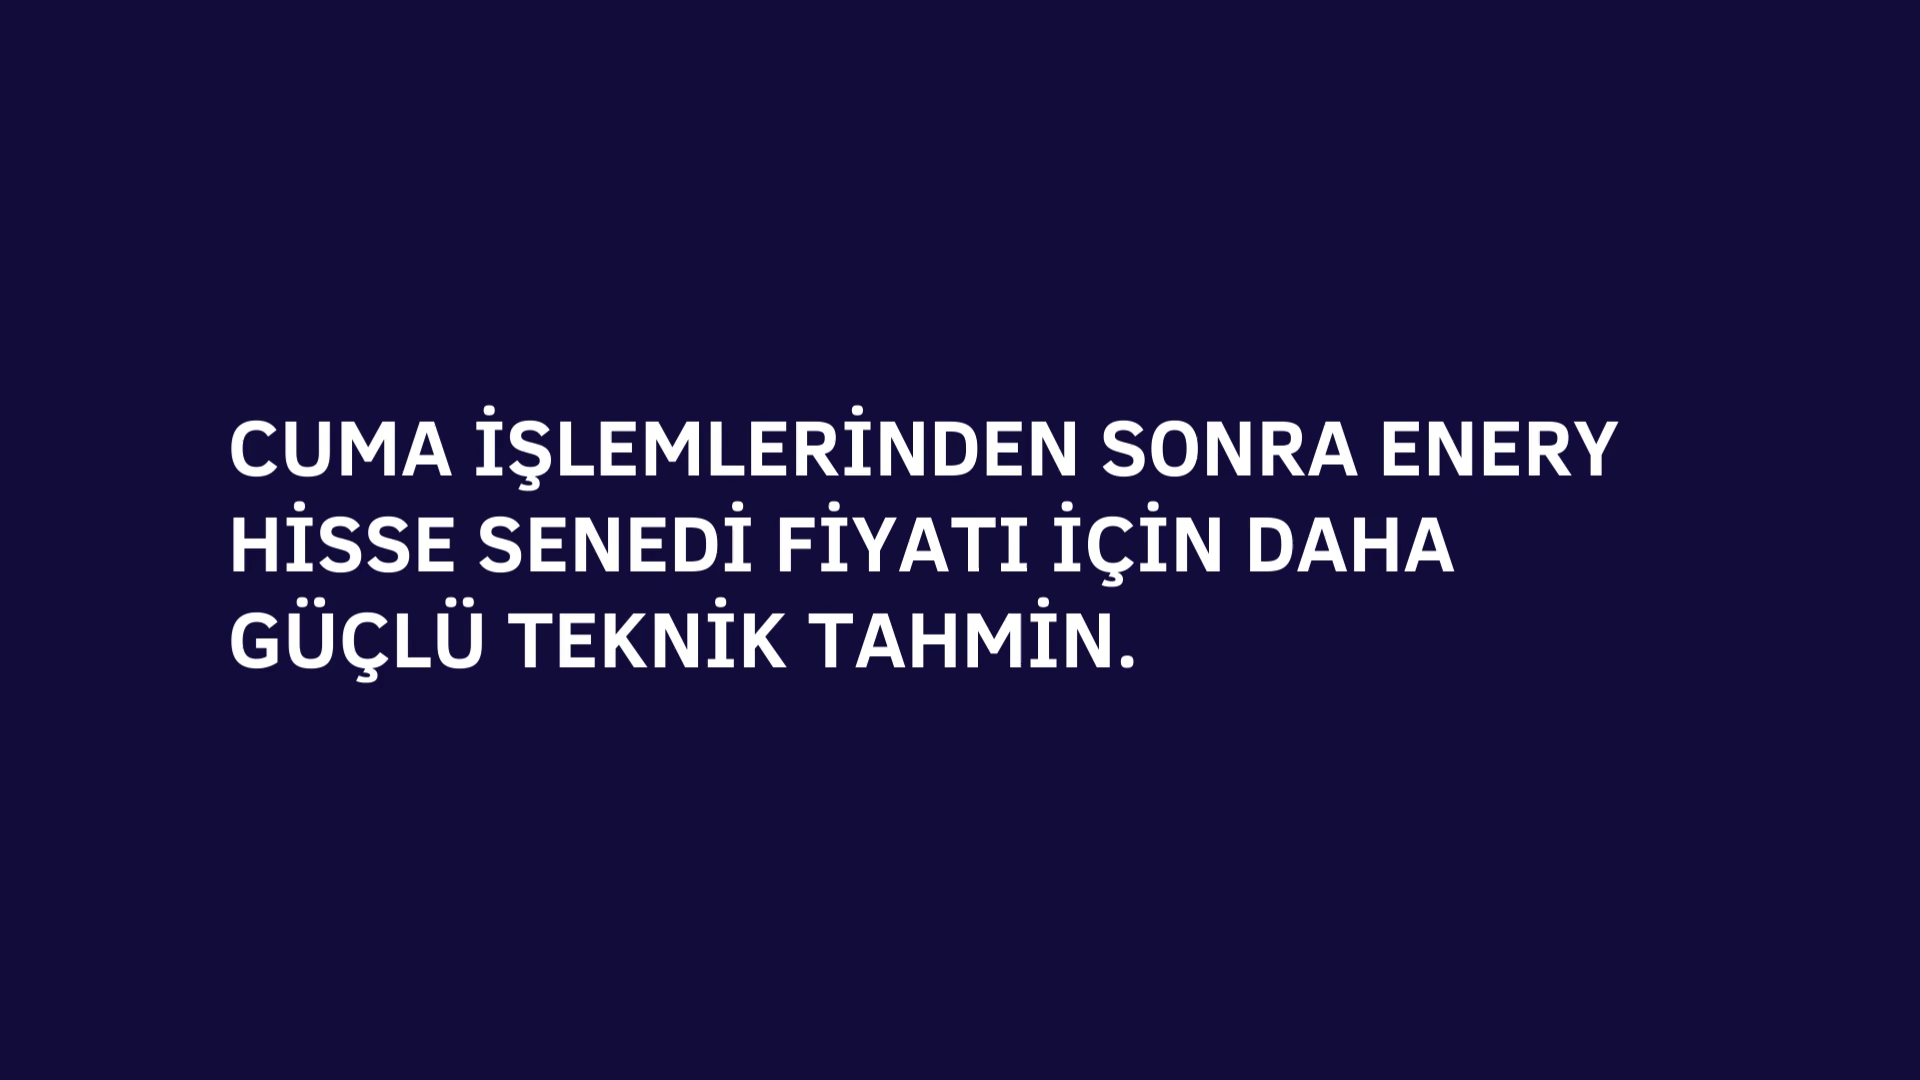 CUMA İŞLEMLERİNDEN SONRA ENERY
HİSSE SENEDİ FİYATI İÇİN DAHA
GÜÇLÜ TEKNİK TAHMİN.